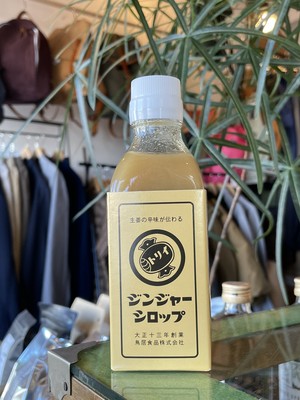 生姜の辛味が伝わる
トリイ
ジンジャー
シロップ
大正十三年創業
鳥居食品株式会社